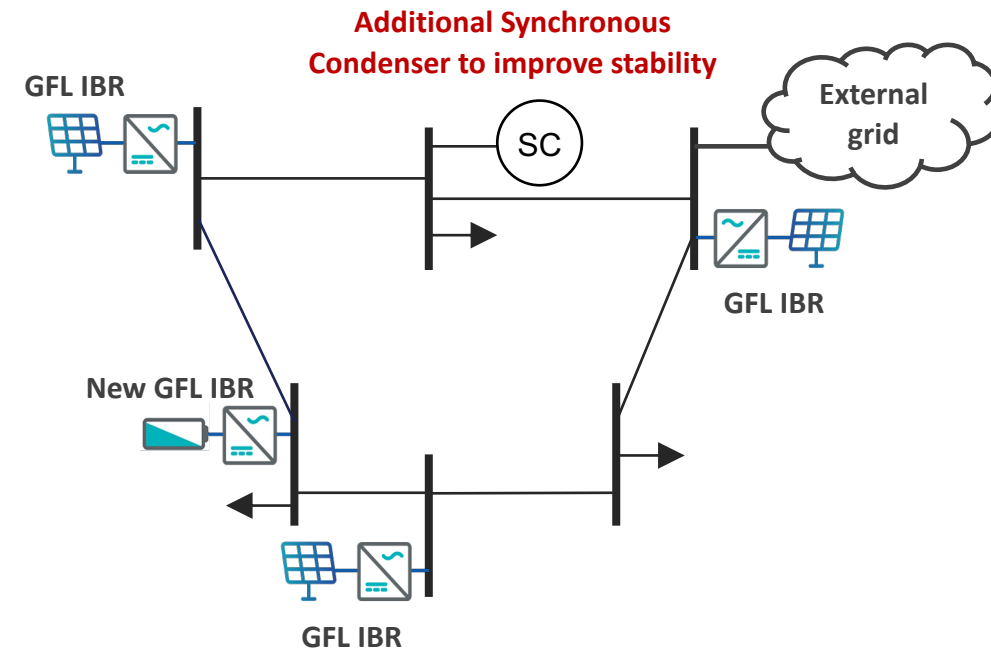 Additional Synchronous
Condenser to improve stability
GFL IBR
SC
External
grid
GFL IBR
New GFL IBR
GFL IBR